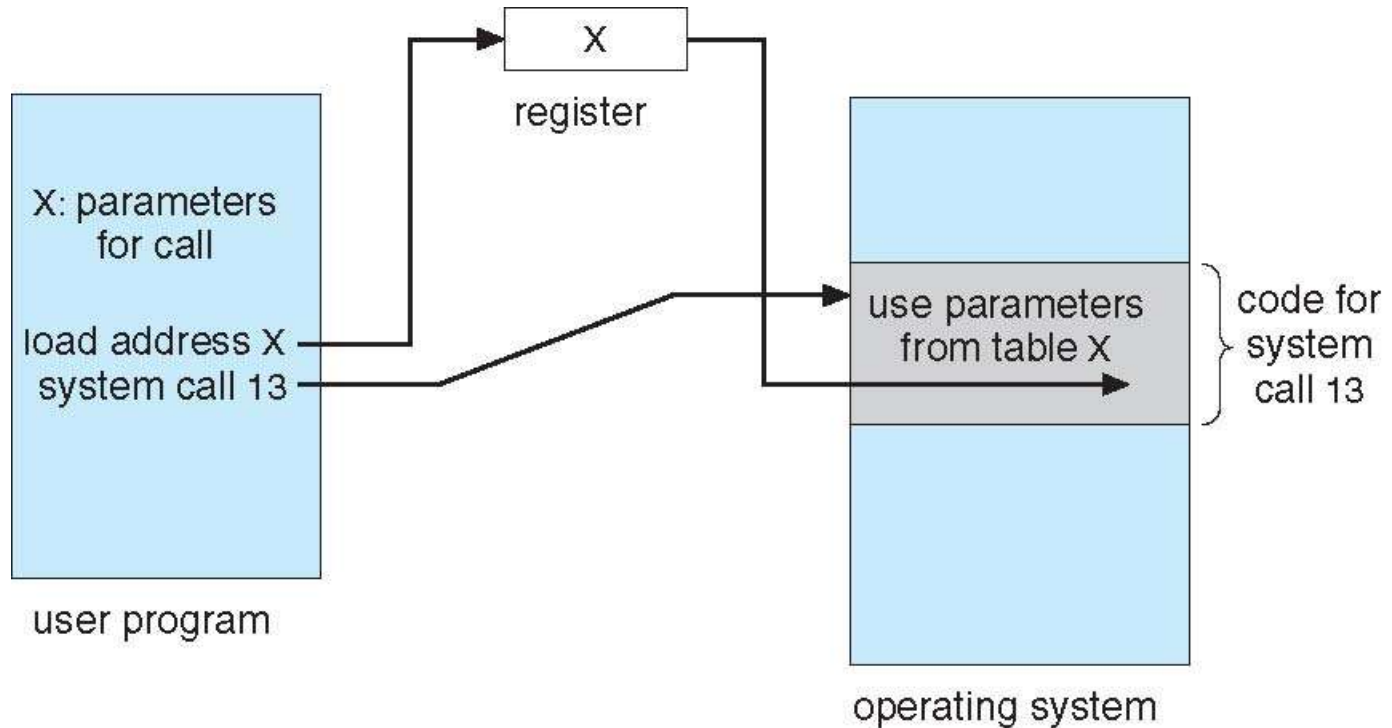 X
register
X: parameters
for call
load address X
system call 13
user program
use parameters
from table X
code for
system
call 13
operating system